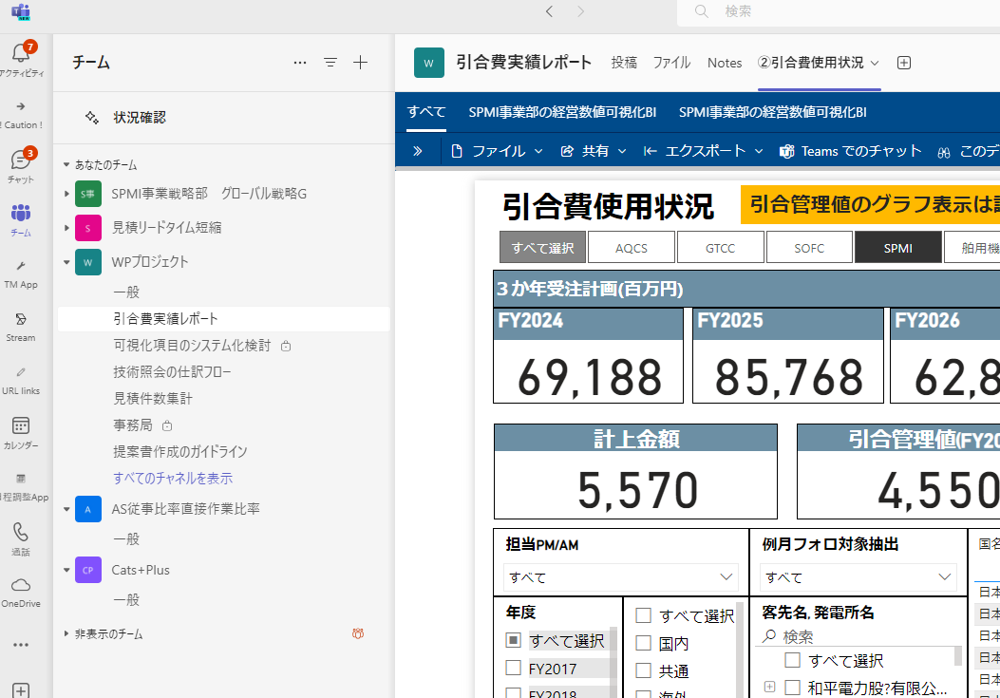 検索
7
アクティビティ
! Caution !
3
チャット
チーム
TM App
Stream
URL links
カレンダー
程調整App
通話
OneDrive
チーム
状況確認
あなたのチーム
S事 SPMI事業戦略部　グローバル戦略G
S 見積リードタイム短縮
W WPプロジェクト
一般
引合費実績レポート
可視化項目のシステム化検討
技術照会の仕訳フロー
見積件数集計
事務局
提案書作成のガイドライン
すべてのチャネルを表示
A AS従事比率直接作業比率
一般
CP Cats+Plus
一般
非表示のチーム
W 引合費実績レポート 投稿 ファイル Notes ②引合費使用状況
すべて SPMI事業部の経営数値可視化BI SPMI事業部の経営数値可視化BI
ファイル 共有 エクスポート Teams でのチャット このデ
引合費使用状況 引合管理値のグラフ表示は
すべて選択 AQCS GTCC SOFC SPMI 舶用機
３か年受注計画(百万円)
FY2024 FY2025 FY2026
69,188 85,768 62,8
計上金額 引合管理値(FY20
5,570 4,550
担当PM/AM 例月フォロ対象抽出 国名
すべて すべて
年度 すべて選択 客先名, 発電所名
すべて選択 国内 検索
FY2017 共通 すべて選択
FY2018 海外 和平電力股?有限公...
日本
日本
日本
日本
日本